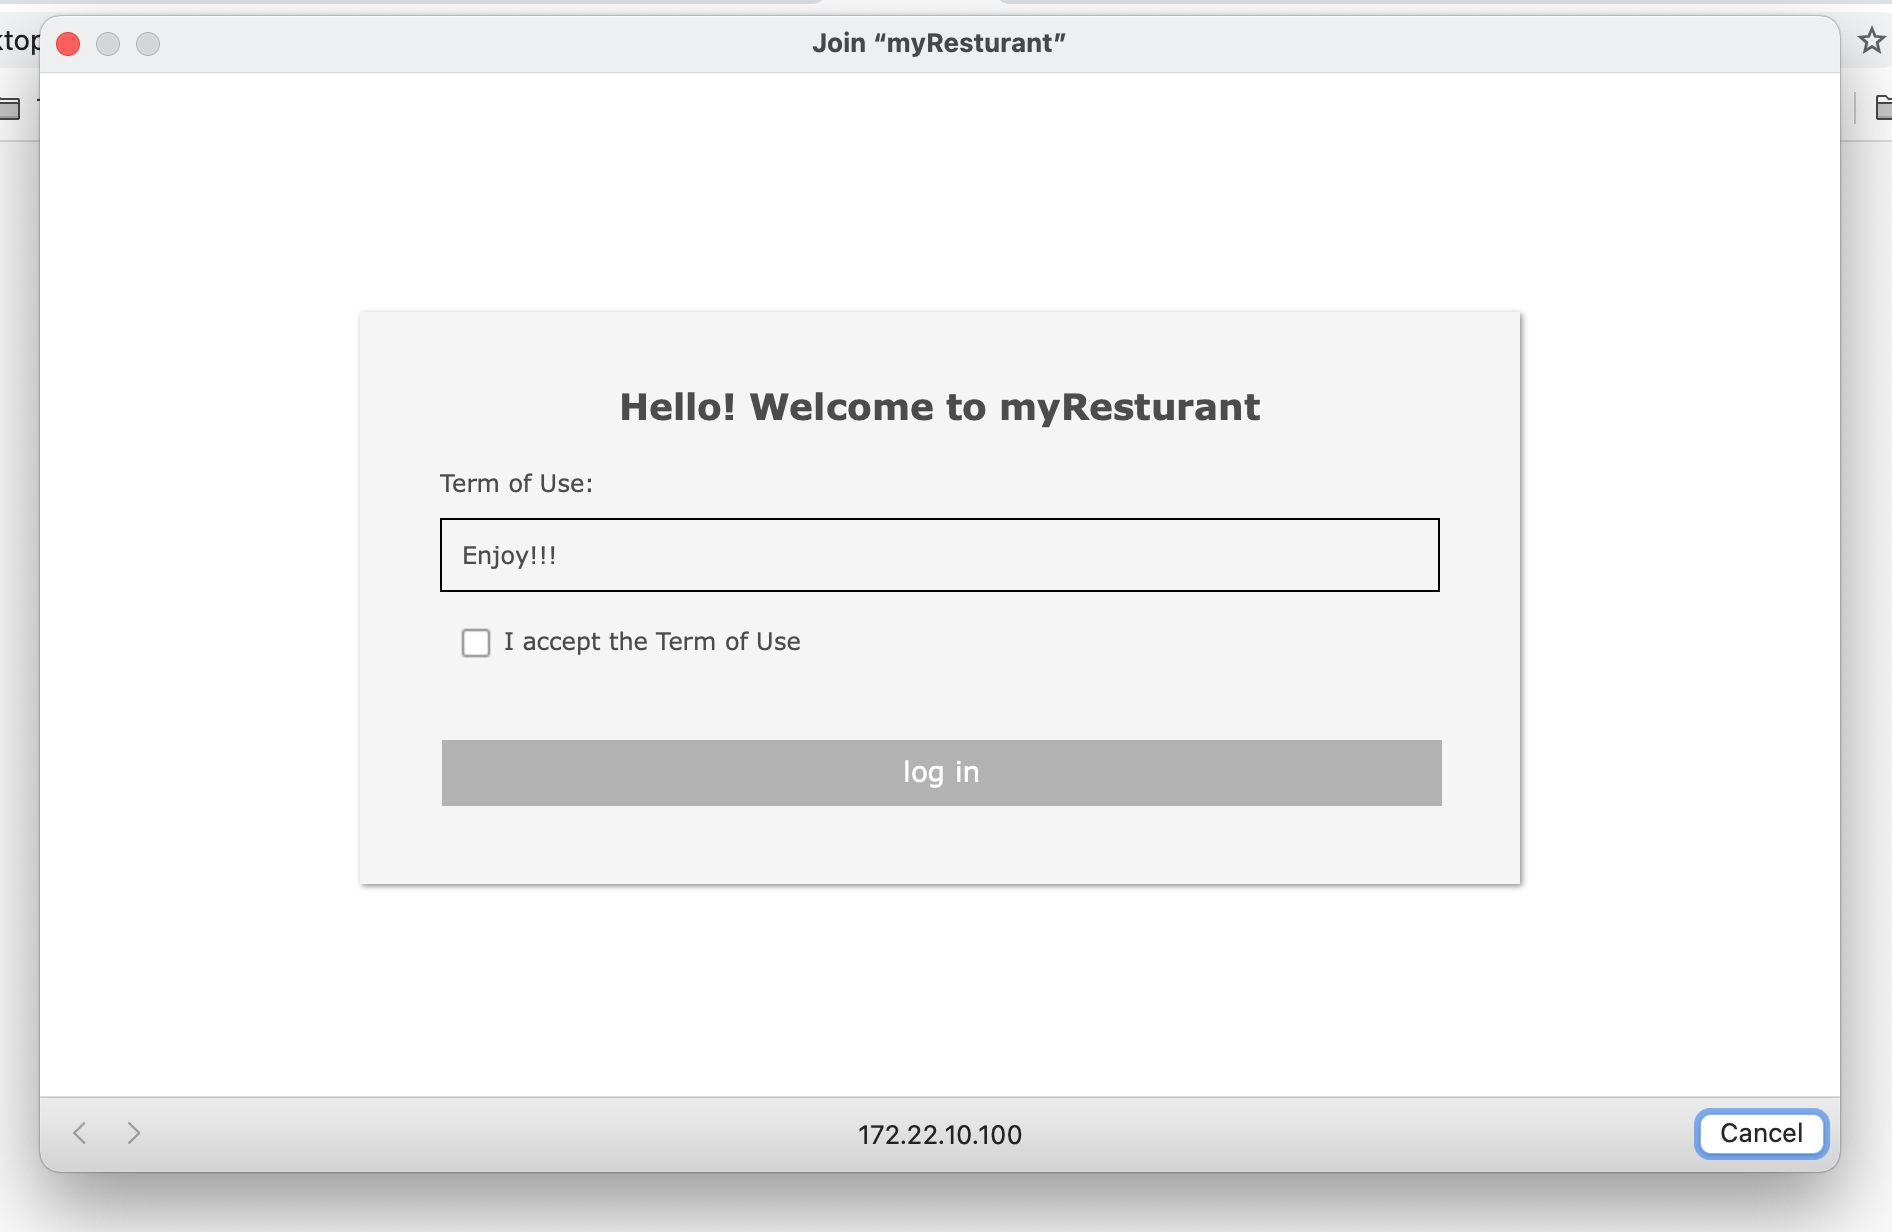 Join “myResturant”
Hello! Welcome to myResturant
Term of Use:
Enjoy!!!
I accept the Term of Use
log in
172.22.10.100
Cancel